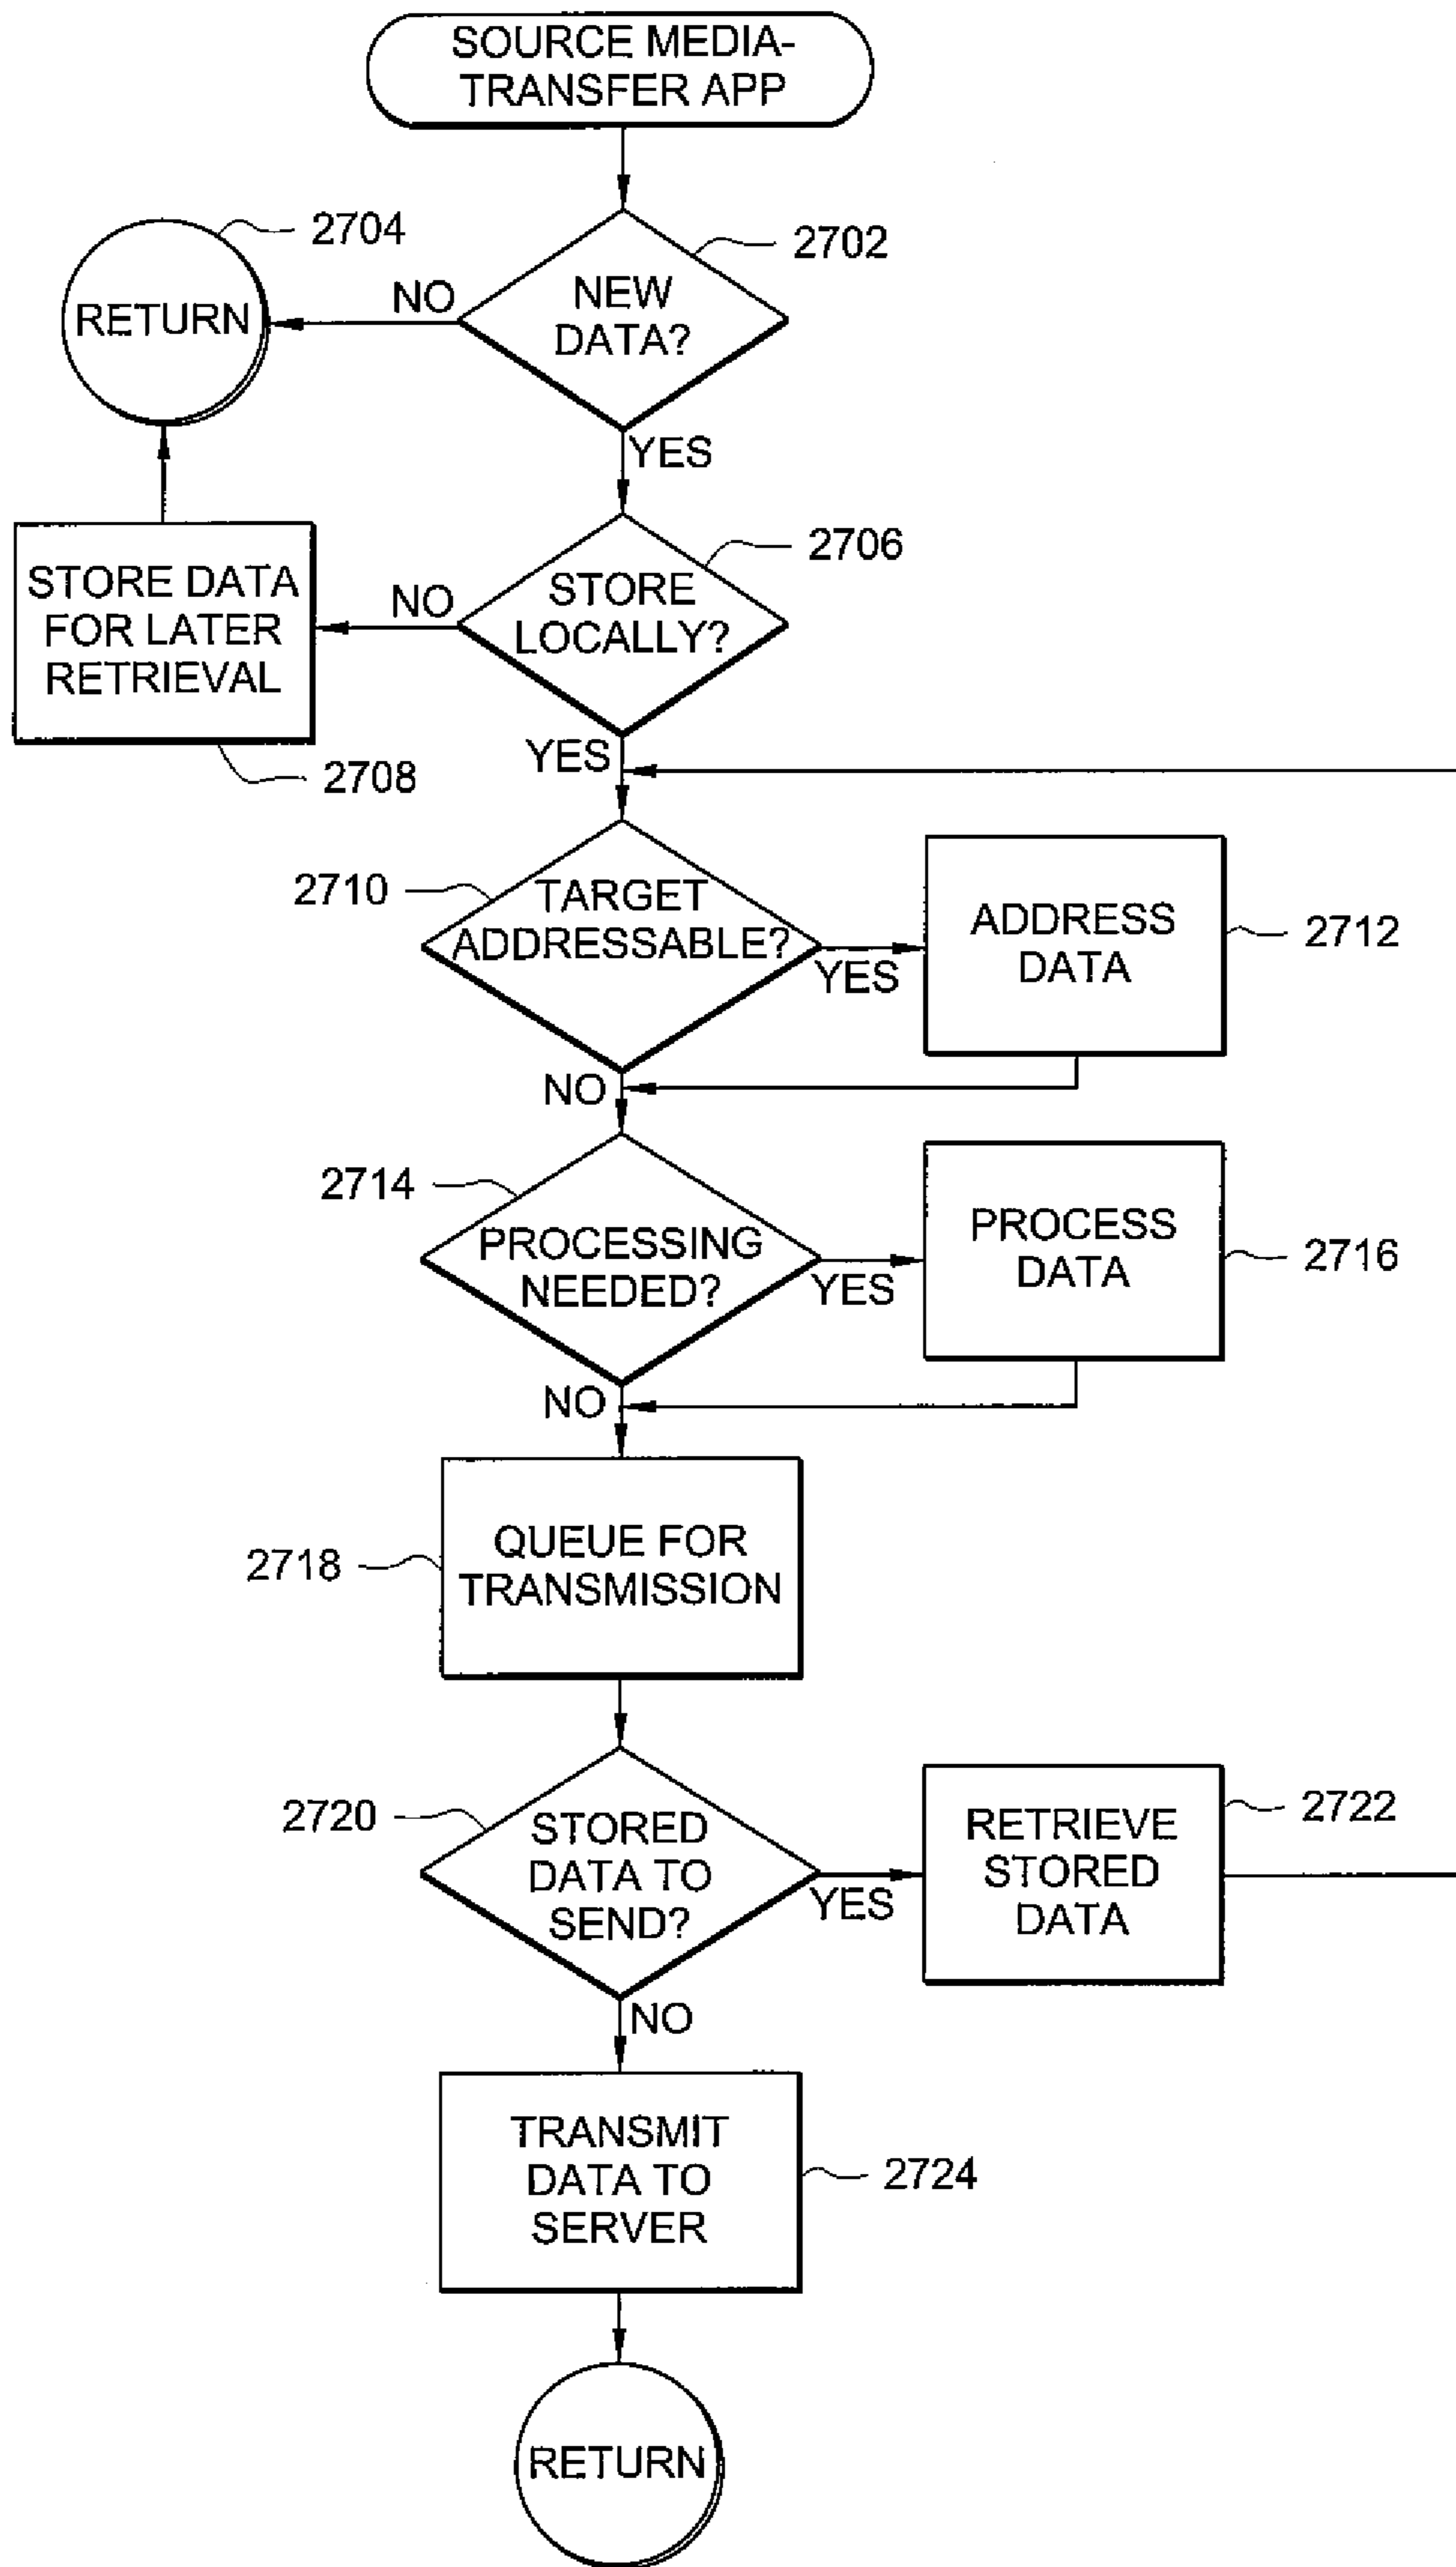 SOURCE MEDIA-
TRANSFER APP
2704
2702
RETURN
NO
NEW
DATA?
YES
2706
STORE DATA
FOR LATER
RETRIEVAL
NO
STORE
LOCALLY?
2708
YES
2710
TARGET
ADDRESSABLE?
YES
ADDRESS
DATA
2712
NO
2714
PROCESSING
NEEDED?
YES
PROCESS
DATA
2716
NO
2718
QUEUE FOR
TRANSMISSION
2720
STORED
DATA TO
SEND?
YES
RETRIEVE
STORED
DATA
2722
NO
TRANSMIT
DATA TO
SERVER
2724
RETURN